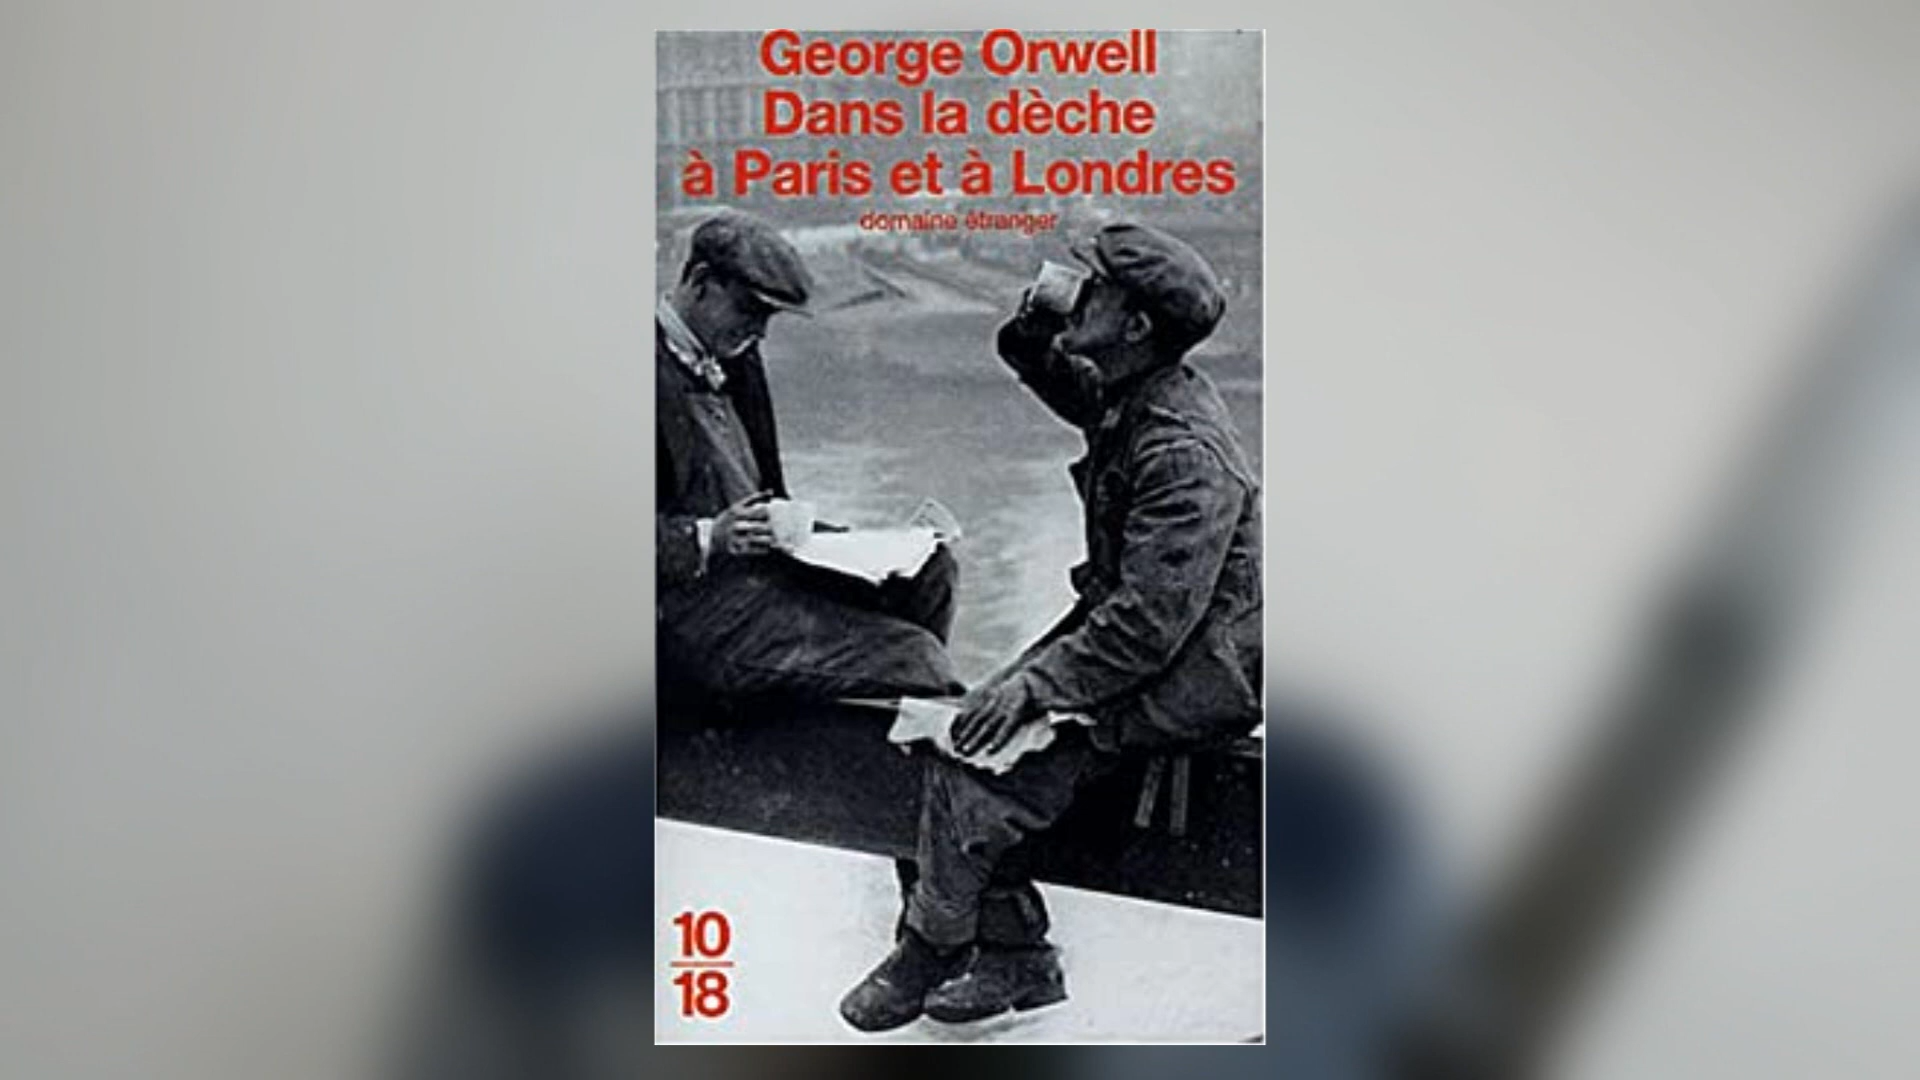 George Orwell
Dans la dèche
à Paris et à Londres
domaine étranger
10
18